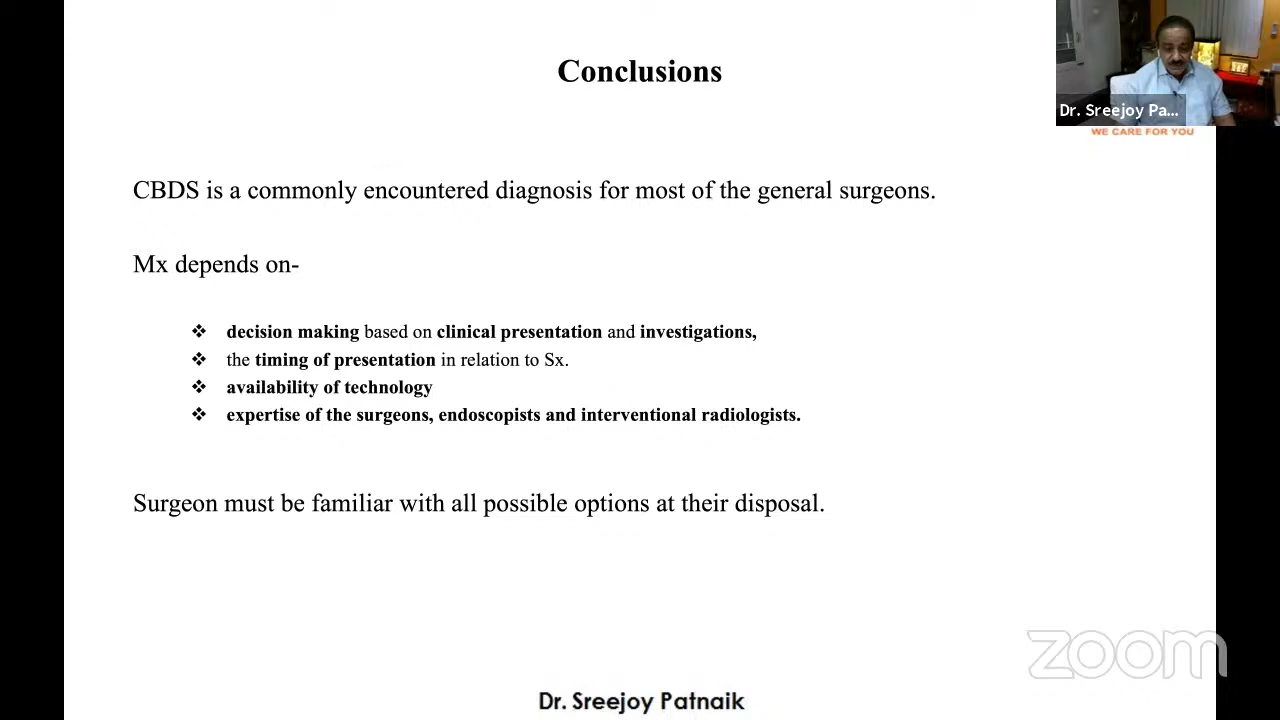 Conclusions
Dr. Sreejoy Pa...
WE CARE FOR YOU
CBDS is a commonly encountered diagnosis for most of the general surgeons.
Mx depends on-
❖ decision making based on clinical presentation and investigations,
❖ the timing of presentation in relation to Sx.
❖ availability of technology
❖ expertise of the surgeons, endoscopists and interventional radiologists.
Surgeon must be familiar with all possible options at their disposal.
zoom
Dr. Sreejoy Patnaik